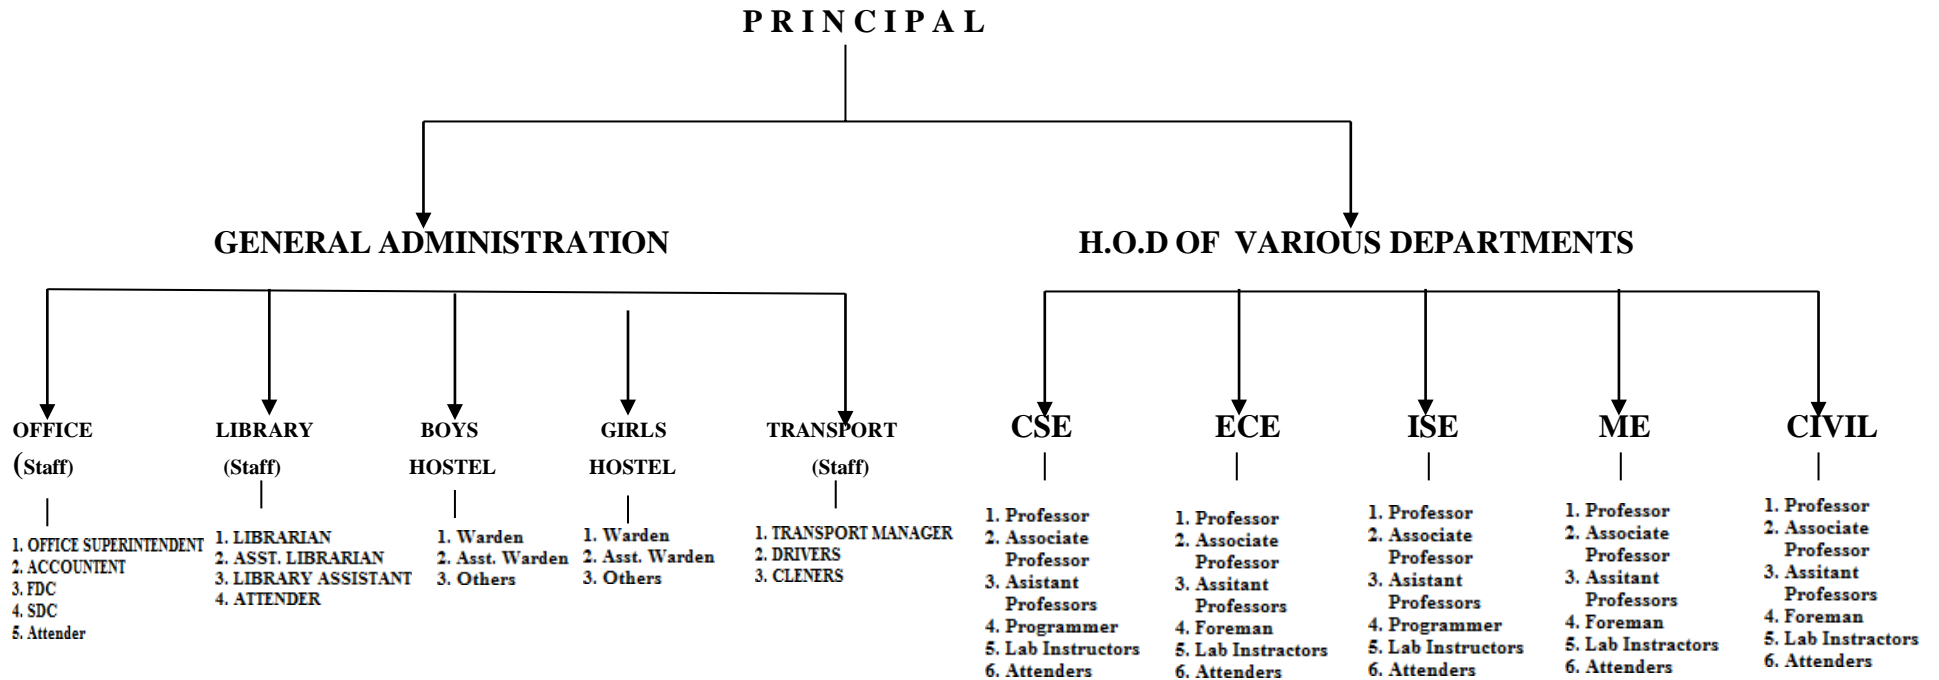 P R I N C I P A L
GENERAL ADMINISTRATION
H.O.D OF VARIOUS DEPARTMENTS
OFFICE
(Staff)
1. OFFICE SUPERINTENDENT
2. ACCOUNTENT
3. FDC
4. SDC
5. Attender
LIBRARY
(Staff)
1. LIBRARIAN
2. ASST. LIBRARIAN
3. LIBRARY ASSISTANT
4. ATTENDER
BOYS
HOSTEL
1. Warden
2. Asst. Warden
3. Others
GIRLS
HOSTEL
1. Warden
2. Asst. Warden
3. Others
TRANSPORT
(Staff)
1. TRANSPORT MANAGER
2. DRIVERS
3. CLENERS
CSE
1. Professor
2. Associate
Professor
3. Asistant
Professors
4. Programmer
5. Lab Instructors
6. Attenders
ECE
1. Professor
2. Associate
Professor
3. Assitant
Professors
4. Foreman
5. Lab Instractors
6. Attenders
ISE
1. Professor
2. Associate
Professor
3. Asistant
Professors
4. Programmer
5. Lab Instructors
6. Attenders
ME
1. Professor
2. Associate
Professor
3. Assitant
Professors
4. Foreman
5. Lab Instractors
6. Attenders
CIVIL
1. Professor
2. Associate
Professor
3. Assitant
Professors
4. Foreman
5. Lab Instractors
6. Attenders